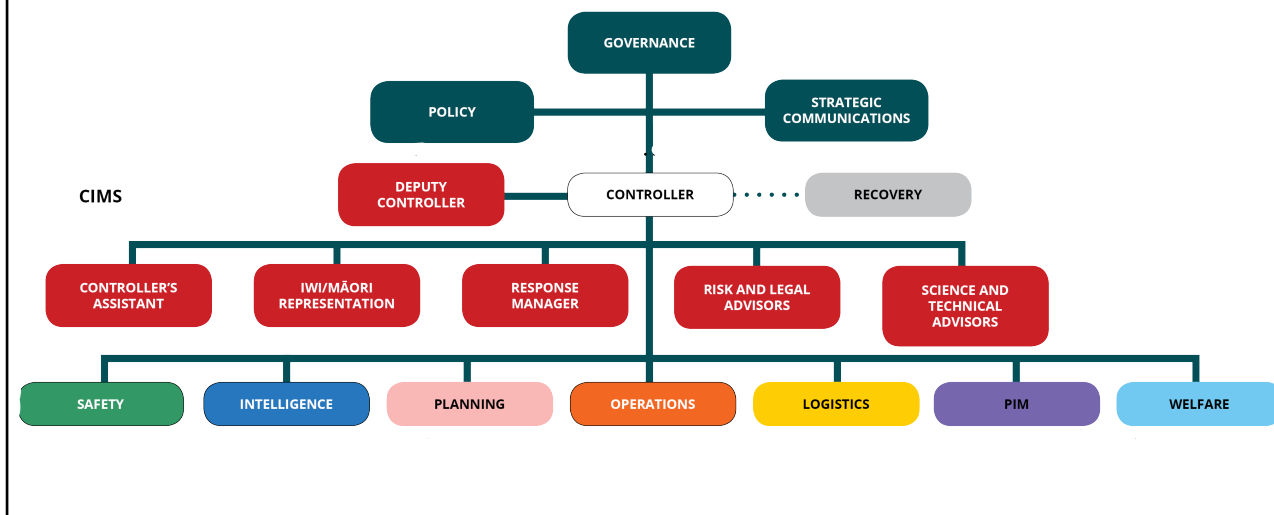 GOVERNANCE
POLICY
STRATEGIC
COMMUNICATIONS
CIMS
DEPUTY
CONTROLLER
CONTROLLER
RECOVERY
CONTROLLER’S
ASSISTANT
IWI/MĀORI
REPRESENTATION
RESPONSE
MANAGER
RISK AND LEGAL
ADVISORS
SCIENCE AND
TECHNICAL
ADVISORS
SAFETY
INTELLIGENCE
PLANNING
OPERATIONS
LOGISTICS
PIM
WELFARE